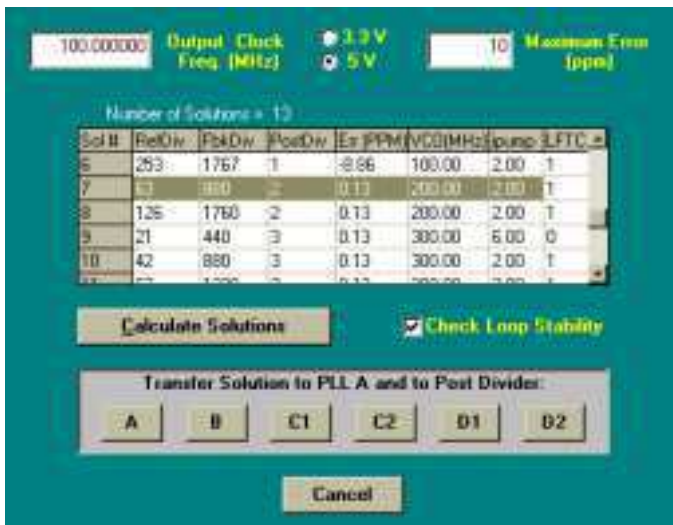 100.000000 Output Clock Freq. (MHz) 3.3 V 5 V 10 Maximum Error (ppm)
Number of Solutions = 13
Sol # RefDiv FbkDiv PostDiv Err (PPM) VCO(MHz) ipump LFTC
6 253 1767 1 -8.86 100.00 2.00 1
7 63 880 2 0.13 200.00 2.00 1
8 126 1760 2 0.13 200.00 2.00 1
9 21 440 3 0.13 300.00 6.00 0
10 42 880 3 0.13 300.00 2.00 1
Calculate Solutions Check Loop Stability
Transfer Solution to PLL A and to Post Divider:
A B C1 C2 D1 D2
Cancel